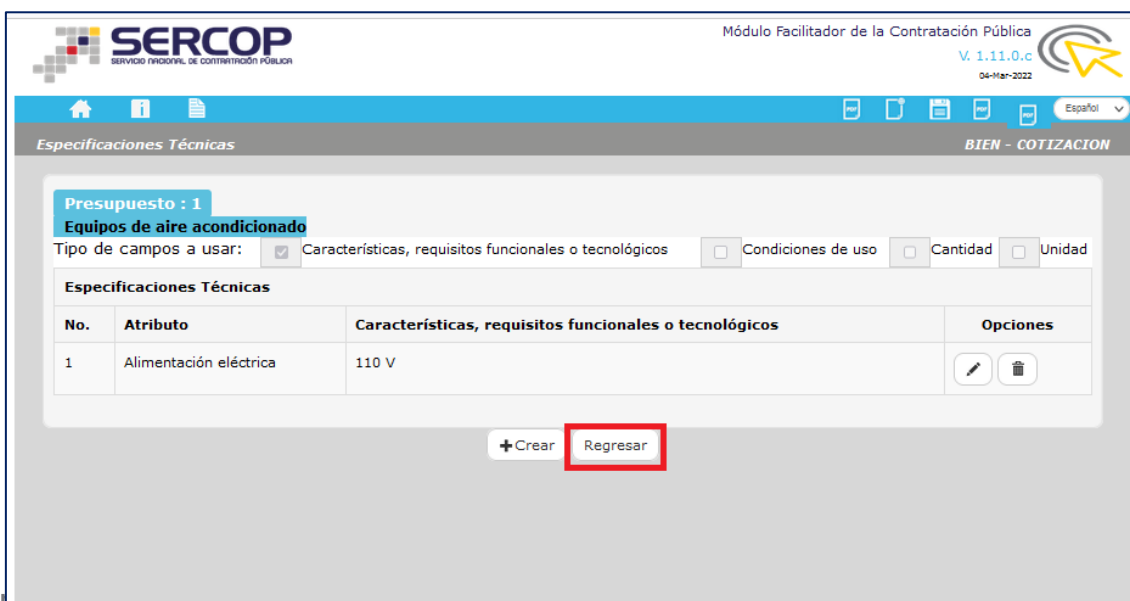 SERCOP
SERVICIO NACIONAL DE CONTRATACIÓN PÚBLICA
Módulo Facilitador de la Contratación Pública
V. 1.11.0.c
04-Mar-2022
PDF PDF PDF Español
Especificaciones Técnicas BIEN - COTIZACION
Presupuesto : 1
Equipos de aire acondicionado
Tipo de campos a usar: Características, requisitos funcionales o tecnológicos Condiciones de uso Cantidad Unidad
Especificaciones Técnicas
No. Atributo Características, requisitos funcionales o tecnológicos Opciones
1 Alimentación eléctrica 110 V
+Crear Regresar